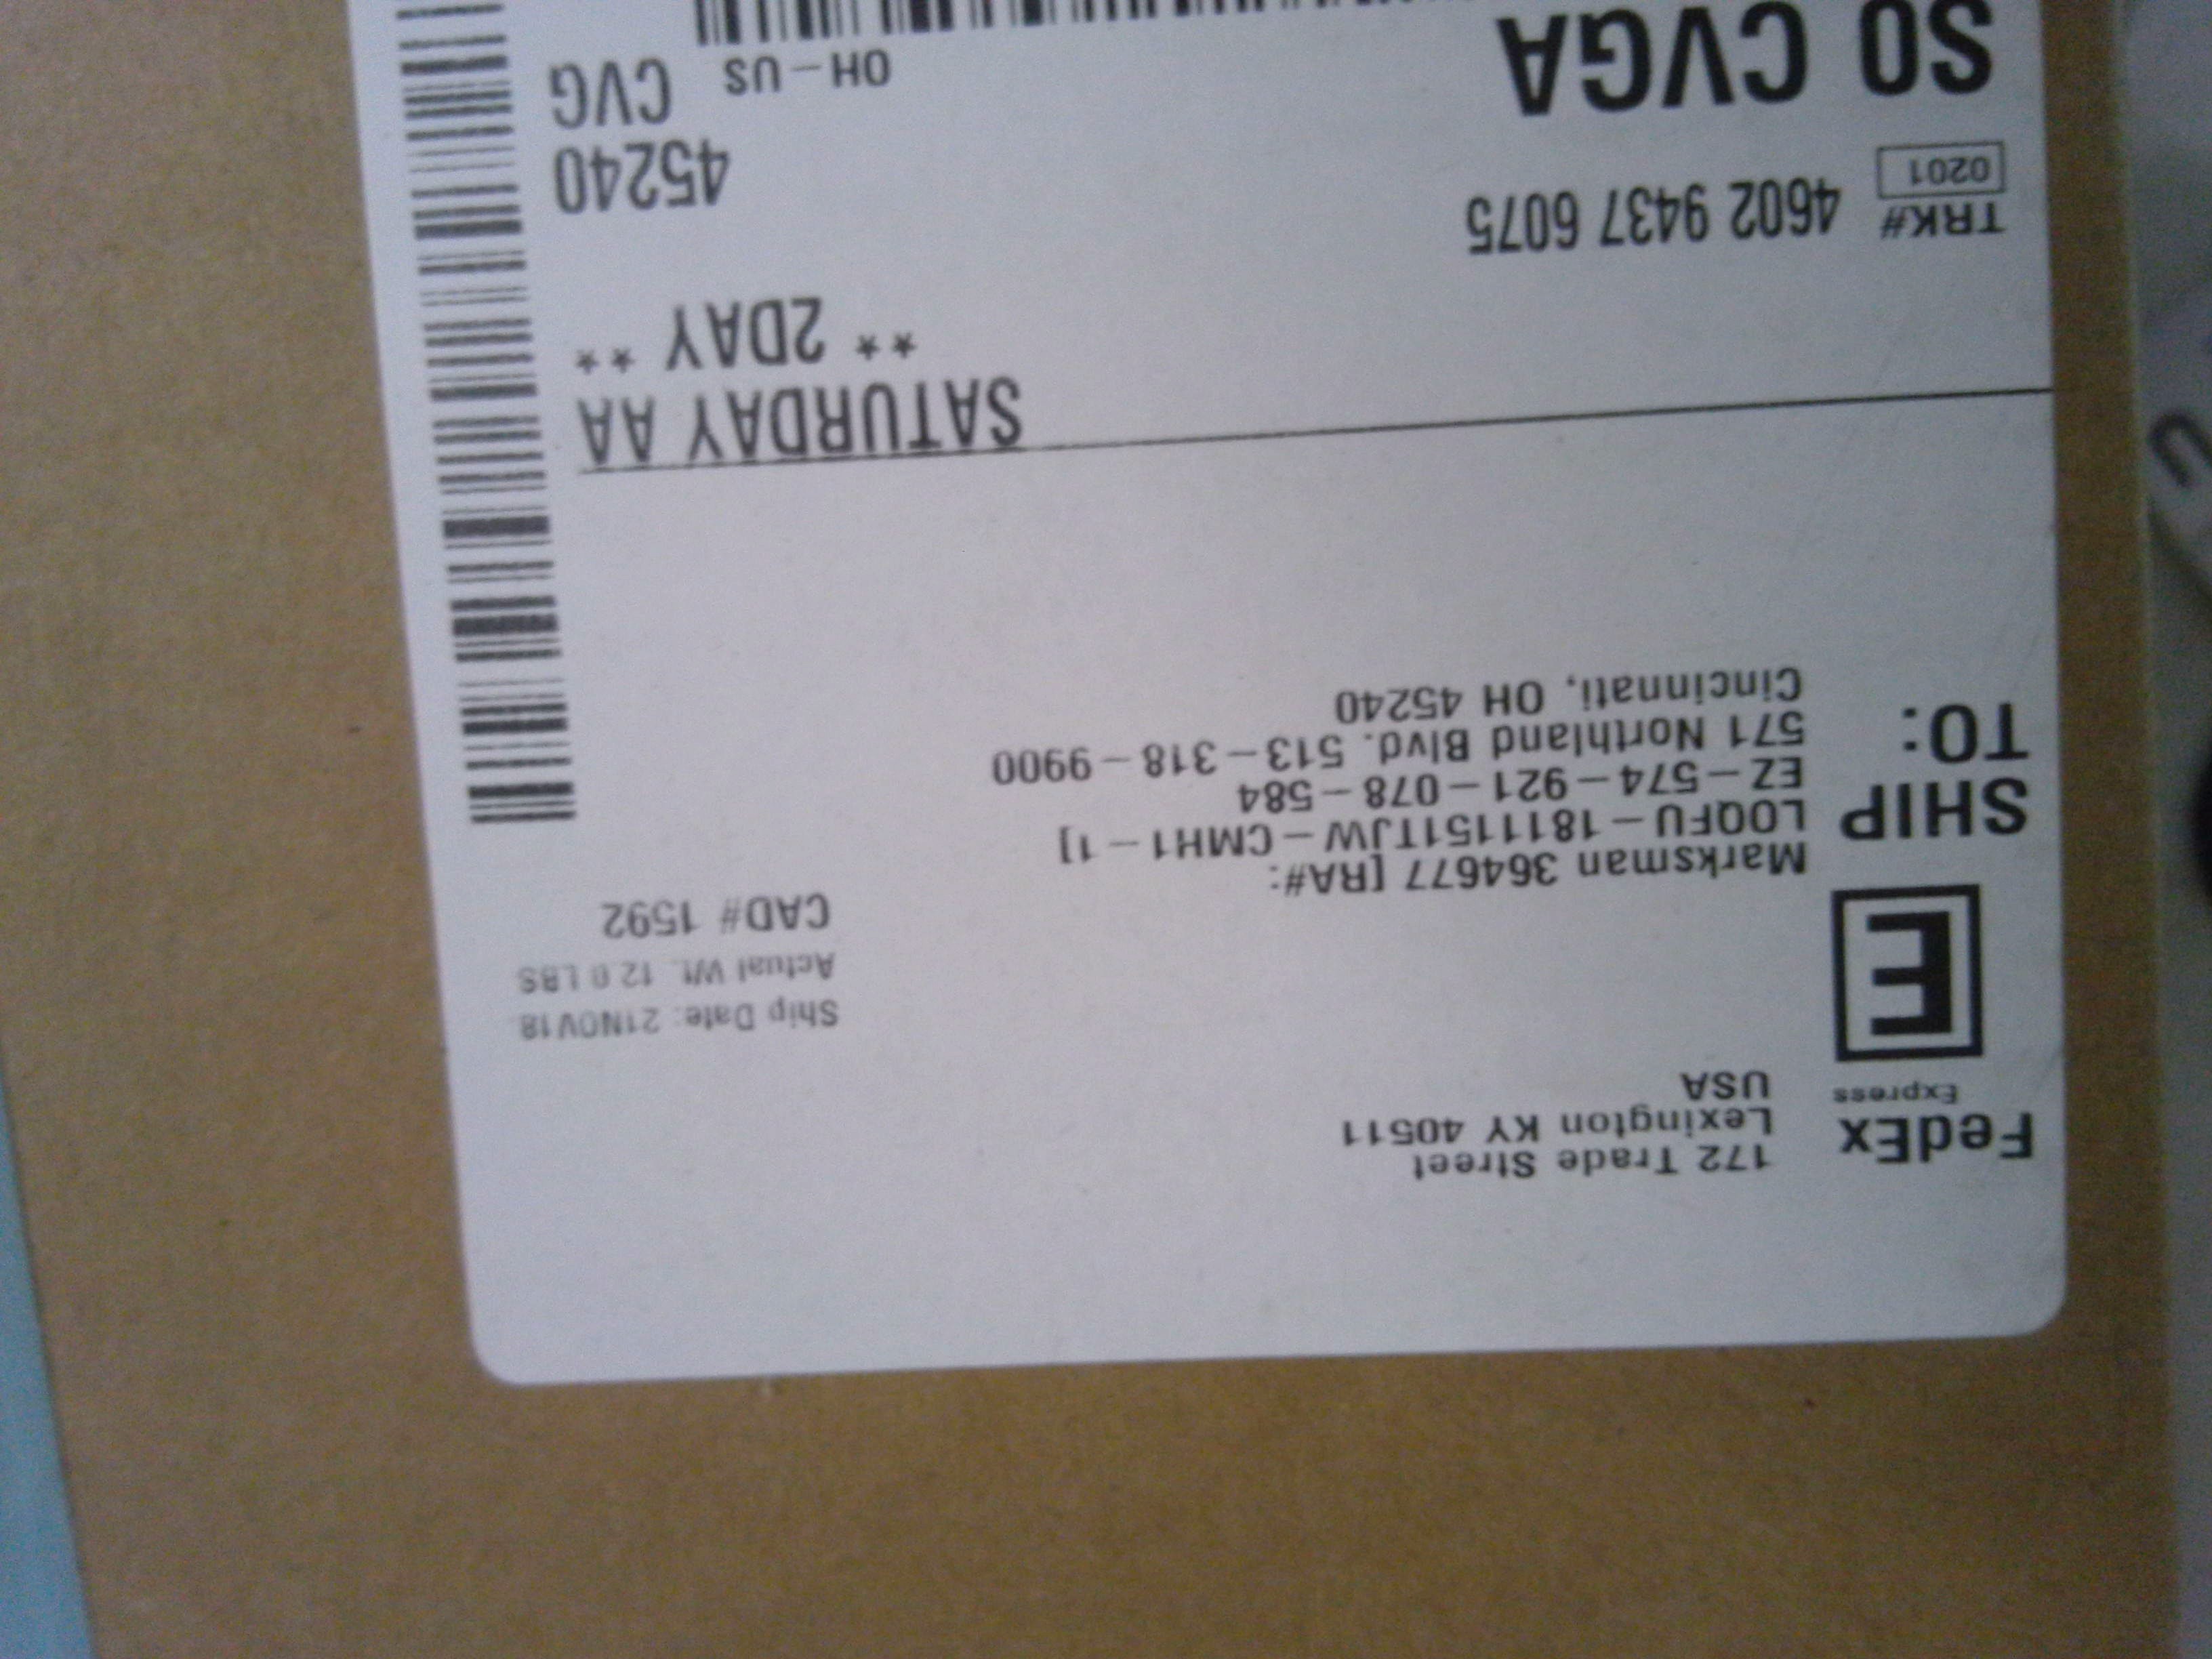 172 Trade Street
Lexington KY 40511
USA
FedEx
Express
E
Ship Date: 21NOV18
Actual Wt. 12.0 LBS
CAD# 1592
SHIP
TO:
Marksman 364677 [RA#:
LOQFU-1811151TJW-CMH1-1]
EZ-574-921-078-584
571 Northland Blvd. 513-318-9900
Cincinnati, OH 45240
SATURDAY AA
** 2DAY **
TRK# 4602 9437 6075
0201
45240
OH-US CVG
S0 CVGA